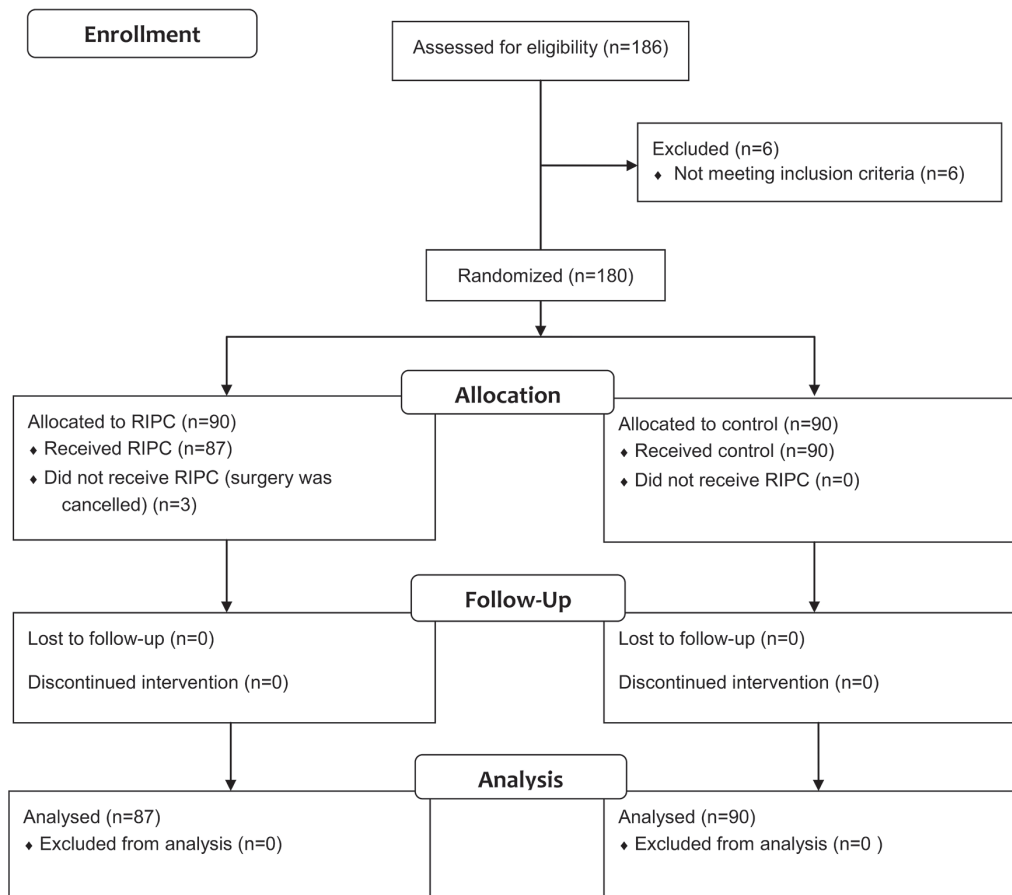 Enrollment
Assessed for eligibility (n=186)
Excluded (n=6)
♦ Not meeting inclusion criteria (n=6)
Randomized (n=180)
Allocation
Allocated to RIPC (n=90)
♦ Received RIPC (n=87)
♦ Did not receive RIPC (surgery was
cancelled) (n=3)
Allocated to control (n=90)
♦ Received control (n=90)
♦ Did not receive RIPC (n=0)
Follow-Up
Lost to follow-up (n=0)
Discontinued intervention (n=0)
Lost to follow-up (n=0)
Discontinued intervention (n=0)
Analysis
Analysed (n=87)
♦ Excluded from analysis (n=0)
Analysed (n=90)
♦ Excluded from analysis (n=0 )